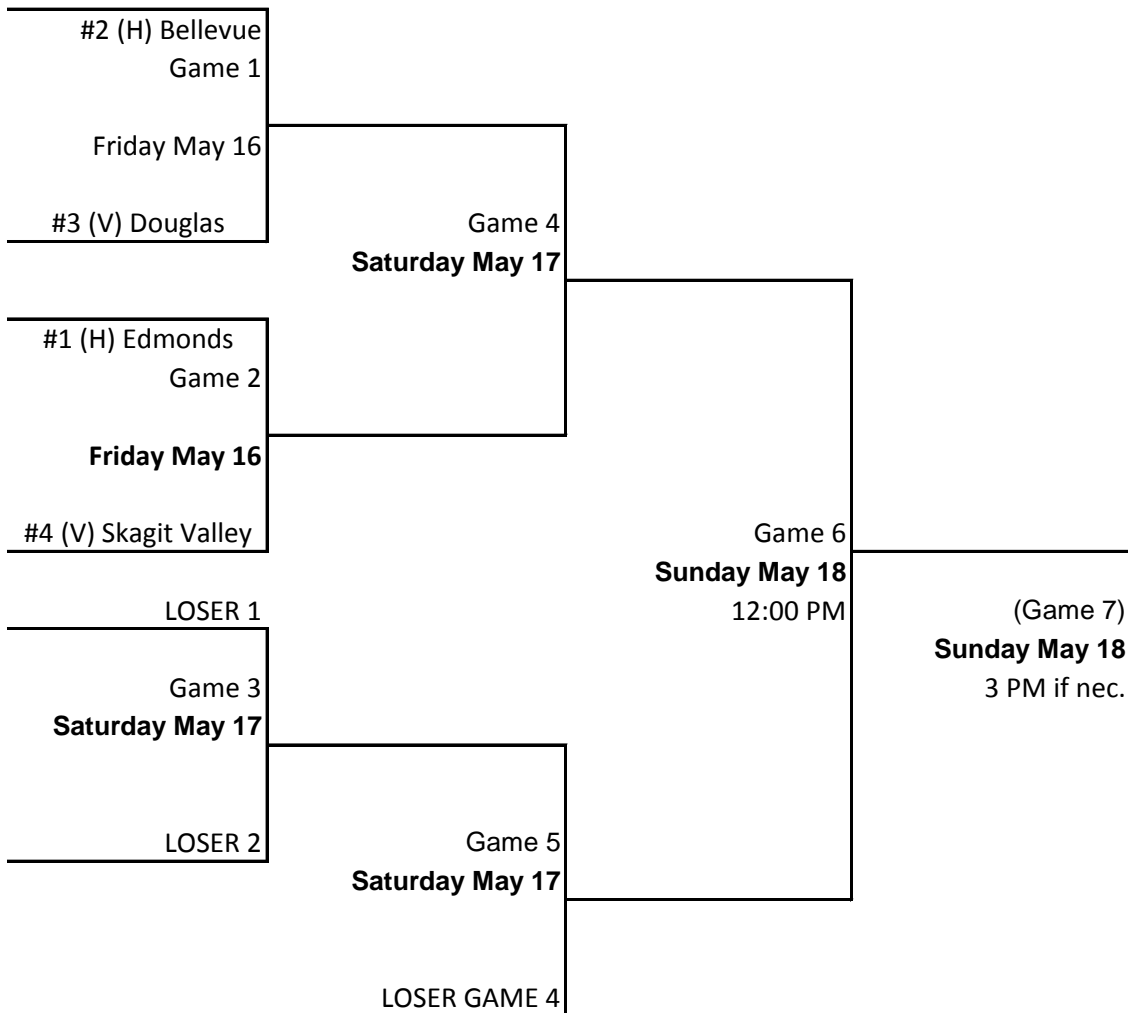 #2 (H) Bellevue
Game 1
Friday May 16
#3 (V) Douglas
Game 4
Saturday May 17
#1 (H) Edmonds
Game 2
Friday May 16
#4 (V) Skagit Valley
Game 6
Sunday May 18
12:00 PM
(Game 7)
Sunday May 18
3 PM if nec.
LOSER 1
Game 3
Saturday May 17
LOSER 2
Game 5
Saturday May 17
LOSER GAME 4